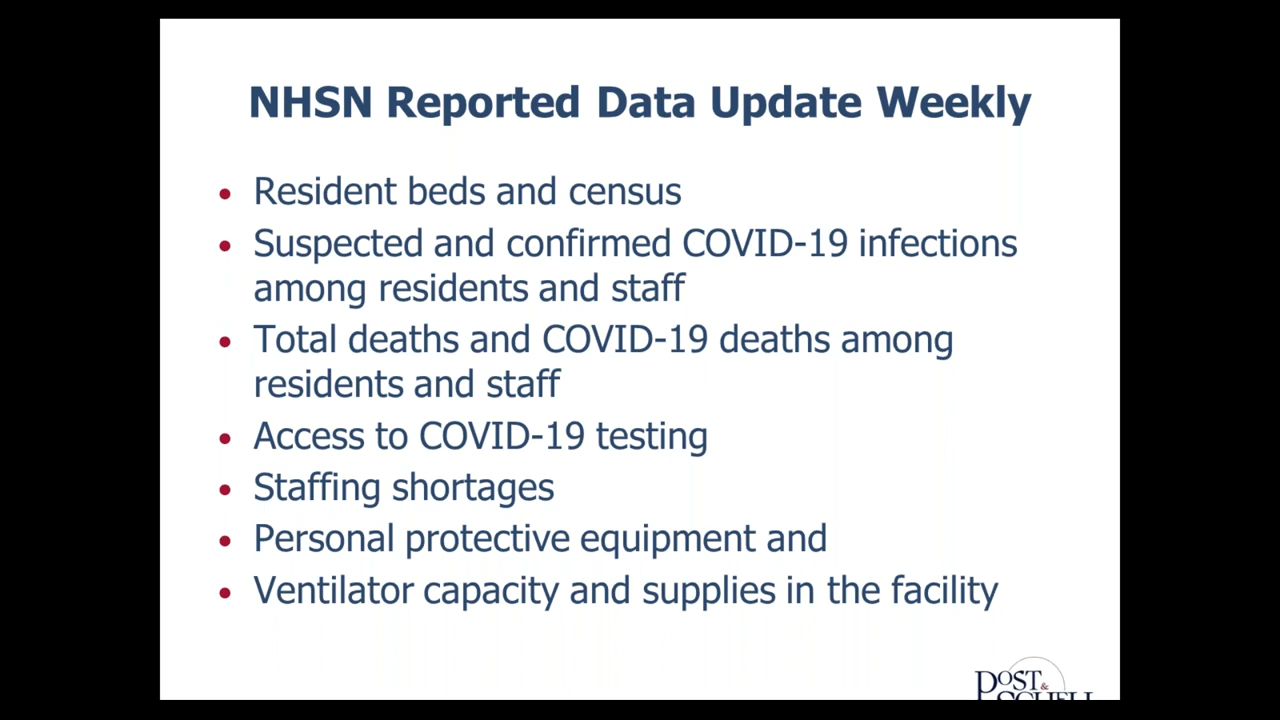 NHSN Reported Data Update Weekly
• Resident beds and census
• Suspected and confirmed COVID-19 infections
among residents and staff
• Total deaths and COVID-19 deaths among
residents and staff
• Access to COVID-19 testing
• Staffing shortages
• Personal protective equipment and
• Ventilator capacity and supplies in the facility
POST &
SCHELL